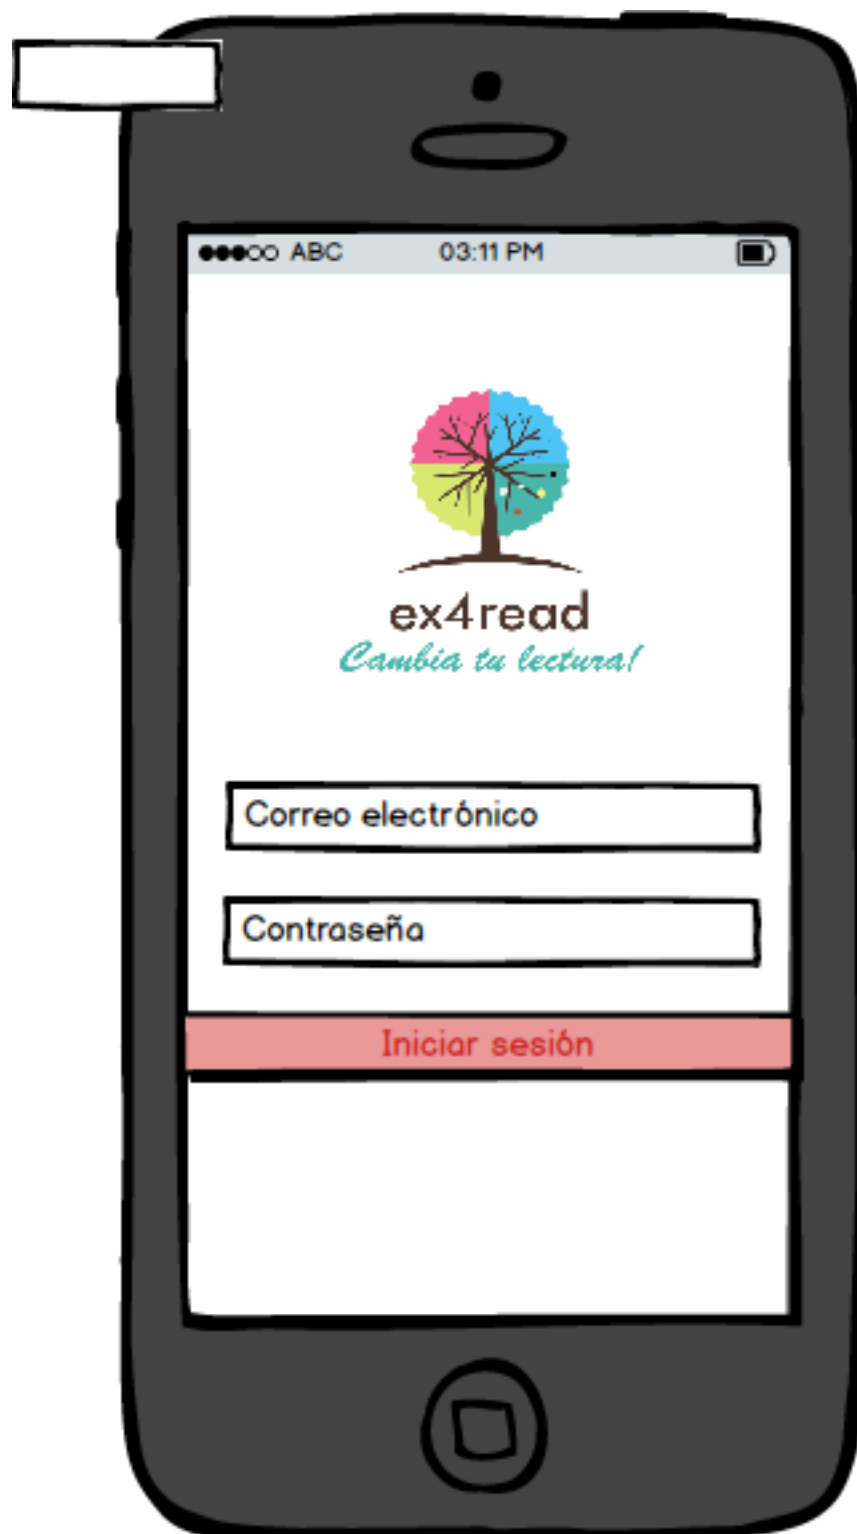 ABC 03:11 PM
ex4read
Cambia tu lectura!
Correo electrónico
Contraseña
Iniciar sesión